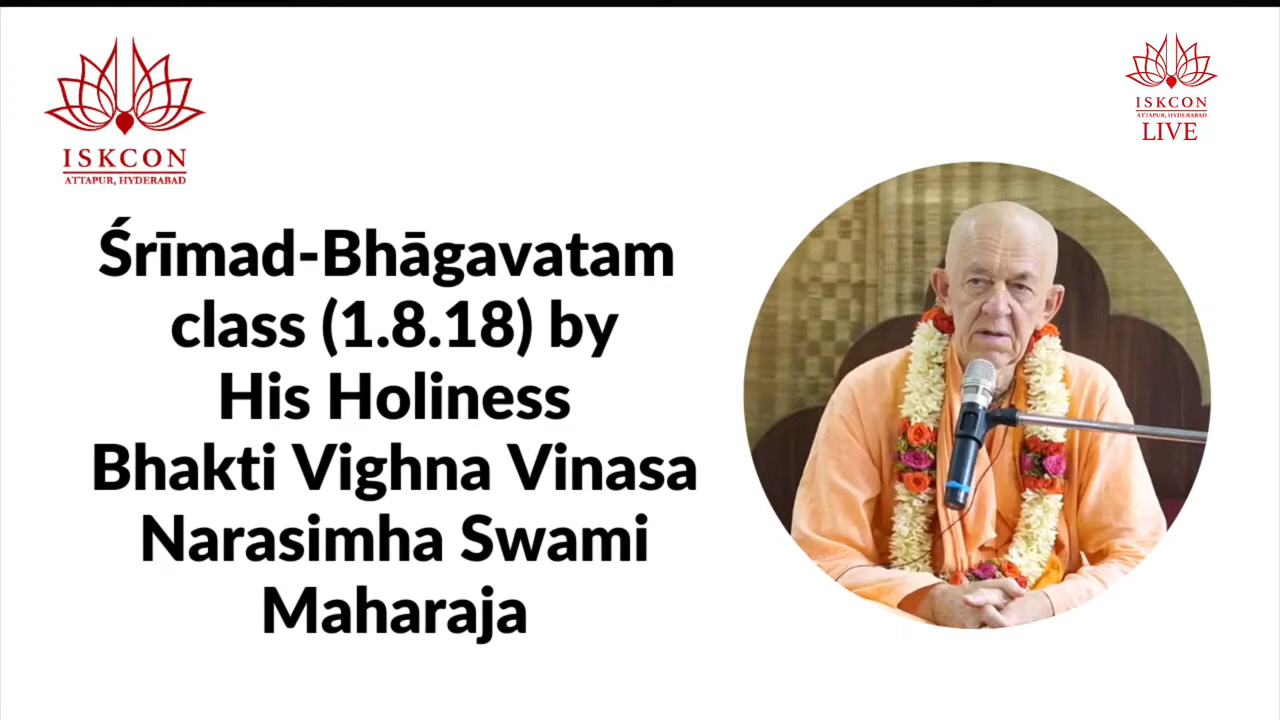 ISKCON
ATTAPUR, HYDERABAD
ISKCON
ATTAPUR, HYDERABAD
LIVE
Śrīmad-Bhāgavatam
class (1.8.18) by
His Holiness
Bhakti Vighna Vinasa
Narasimha Swami
Maharaja